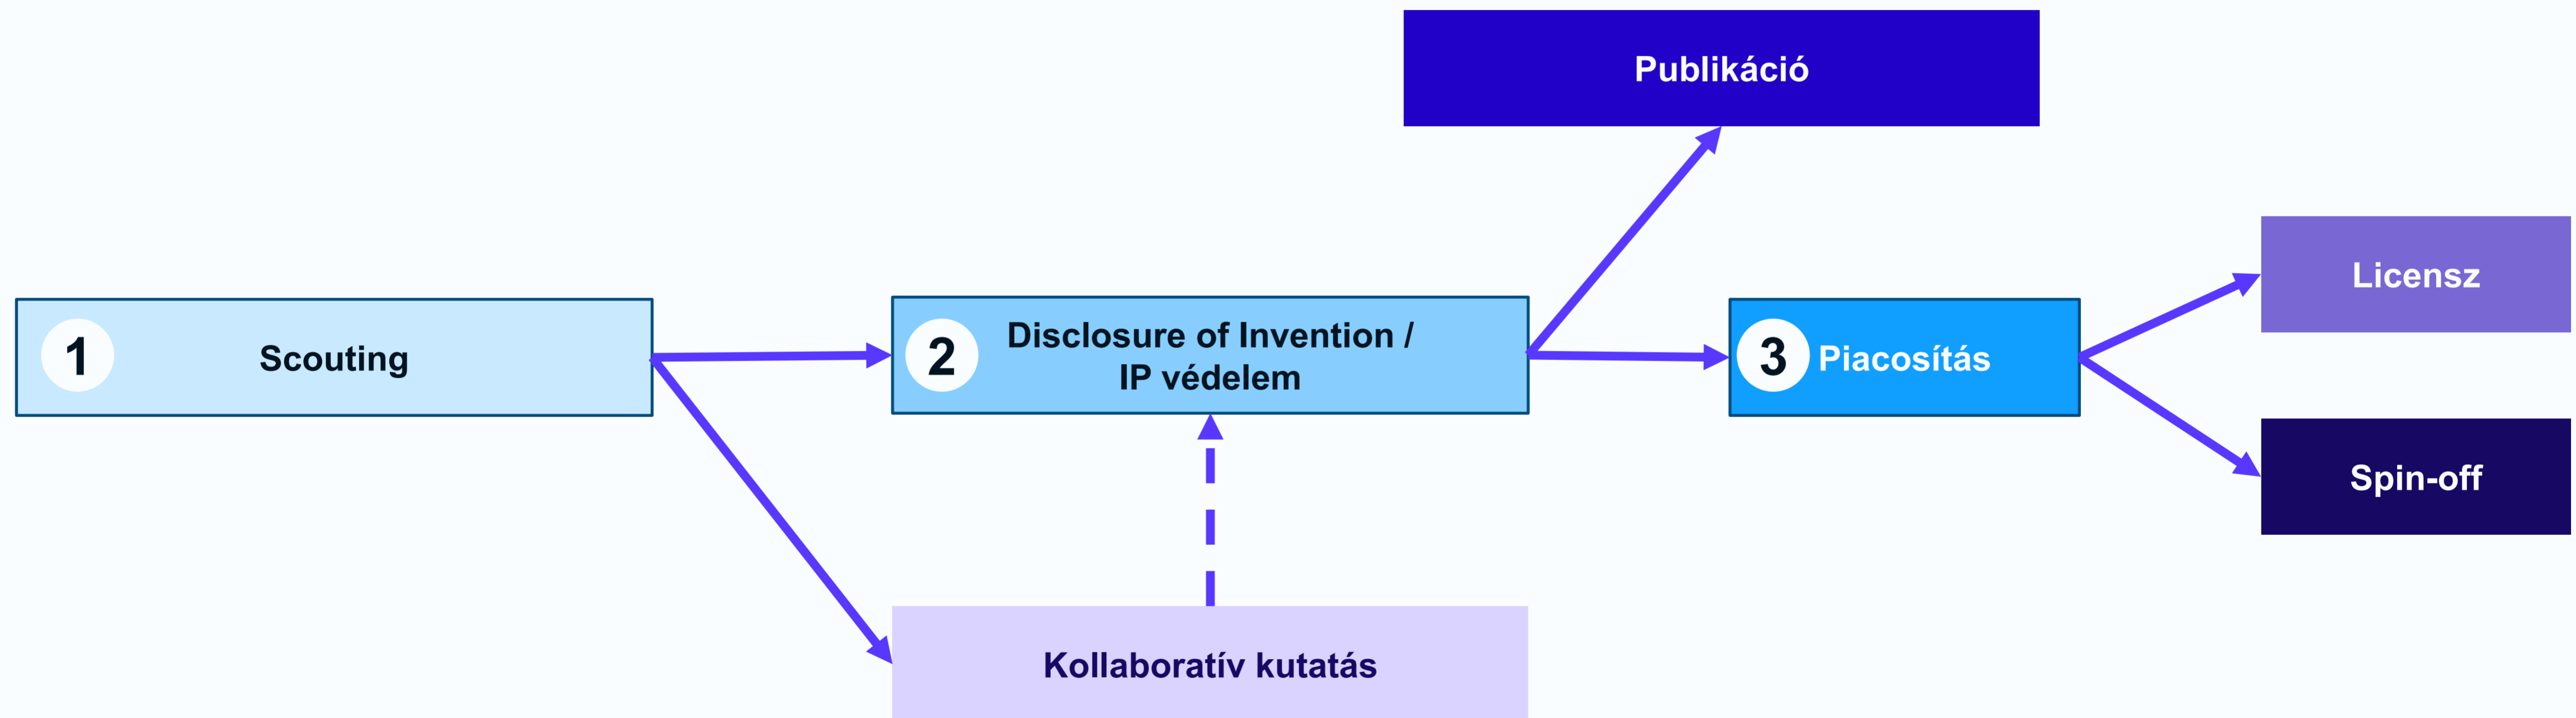 Publikáció
1
Scouting
2
Disclosure of Invention /
IP védelem
3
Piacosítás
Licensz
Spin-off
Kollaboratív kutatás